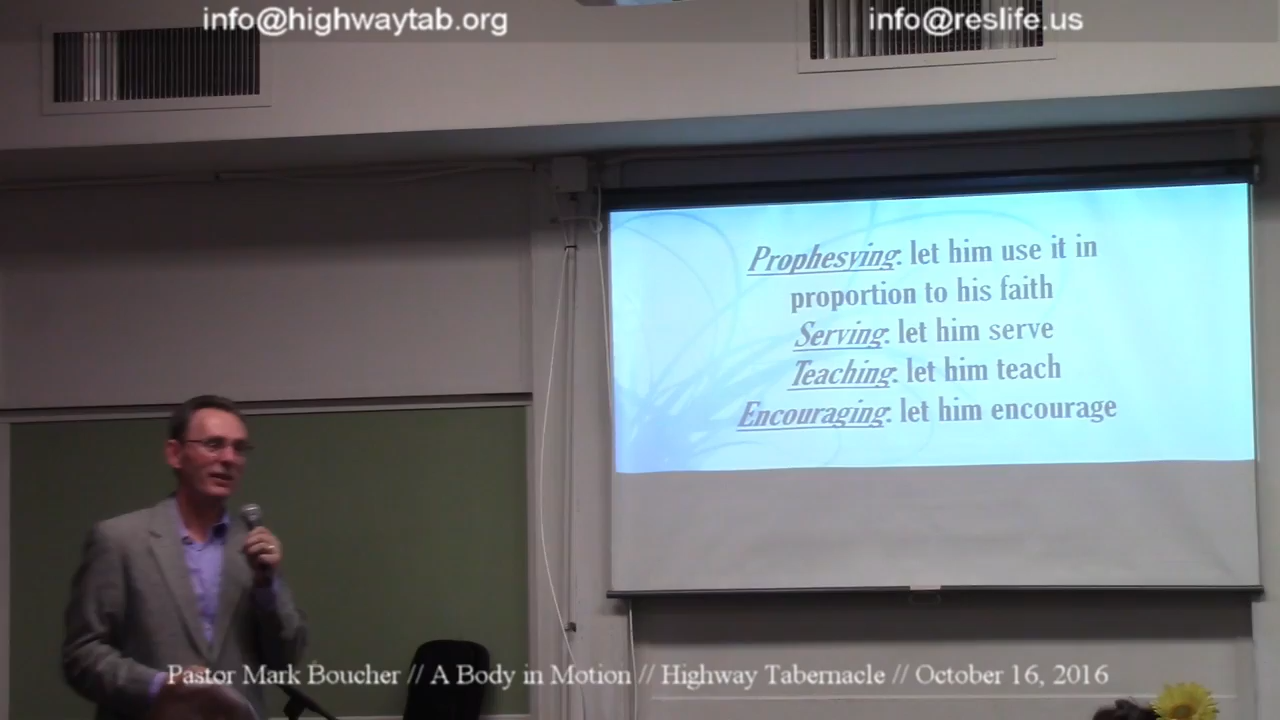 info@highwaytab.org
info@reslife.us
Prophesying: let him use it in
proportion to his faith
Serving: let him serve
Teaching: let him teach
Encouraging: let him encourage
Pastor Mark Boucher // A Body in Motion // Highway Tabernacle // October 16, 2016